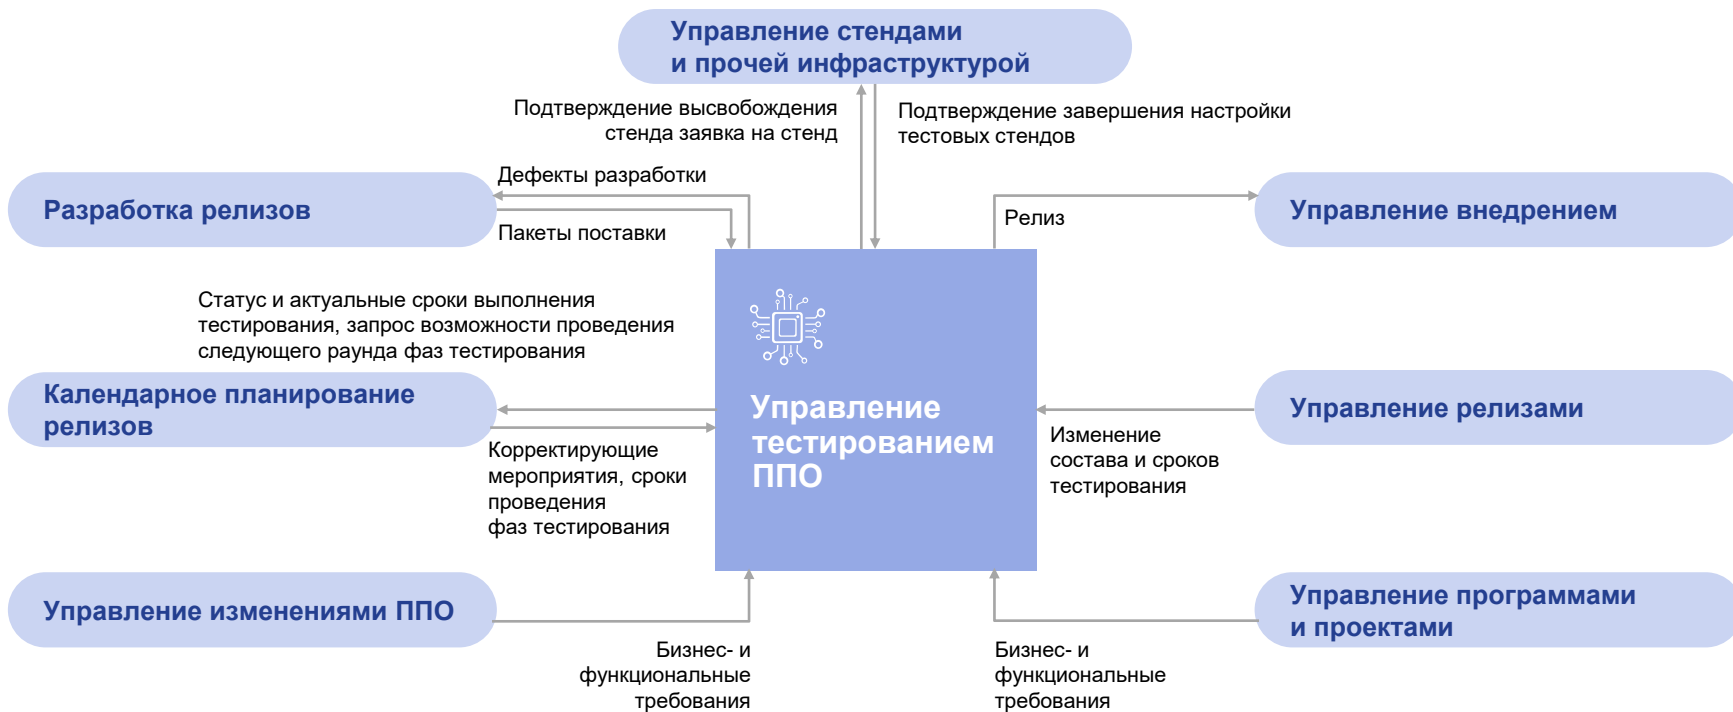 Управление стендами
и прочей инфраструктурой
Подтверждение высвобождения
стенда заявка на стенд
Подтверждение завершения настройки
тестовых стендов
Дефекты разработки
Разработка релизов
Пакеты поставки
Релиз
Управление внедрением
Статус и актуальные сроки выполнения
тестирования, запрос возможности проведения
следующего раунда фаз тестирования
Календарное планирование
релизов
Корректирующие
мероприятия, сроки
проведения
фаз тестирования
Управление
тестированием
ППО
Управление релизами
Изменение
состава и сроков
тестирования
Управление изменениями ППО
Бизнес- и
функциональные
требования
Управление программами
и проектами
Бизнес- и
функциональные
требования